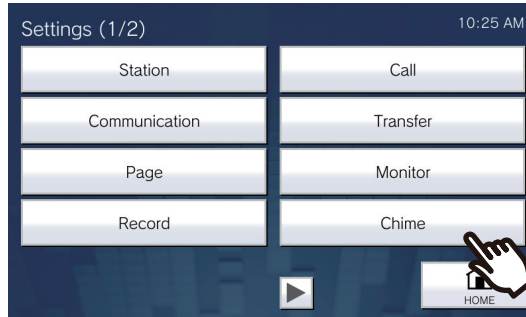 Settings (1/2)
10:25 AM
Station
Call
Communication
Transfer
Page
Monitor
Record
Chime
HOME